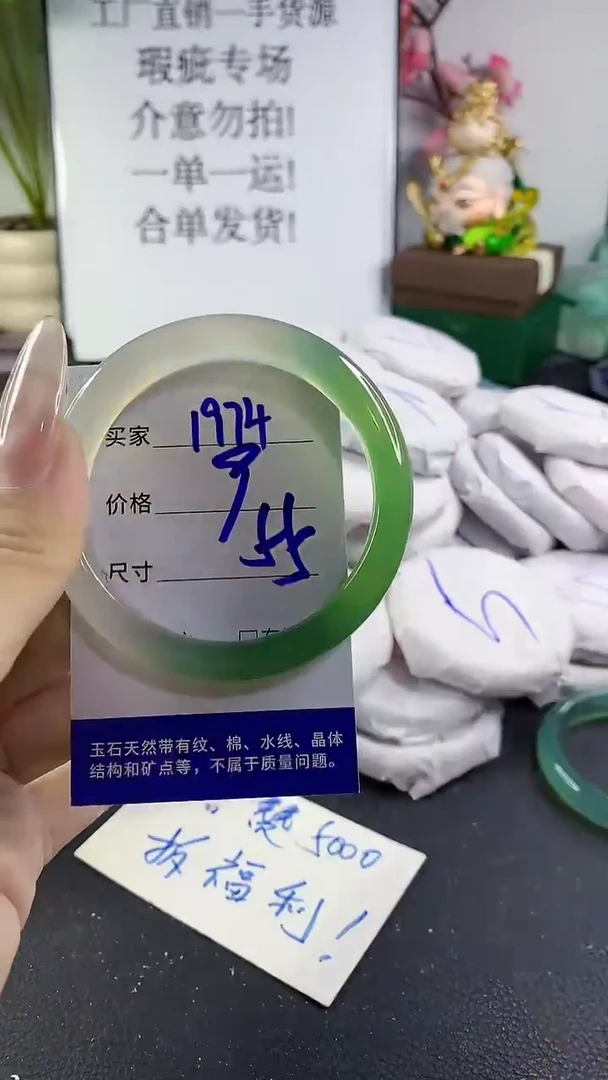 工厂直销一手货源
瑕疵专场
介意勿拍!
一单一运!
合单发货!
买家 1974
价格
尺寸 55
玉石天然带有纹、棉、水线、晶体
结构和矿点等，不属于质量问题。
5000
板福利!
5